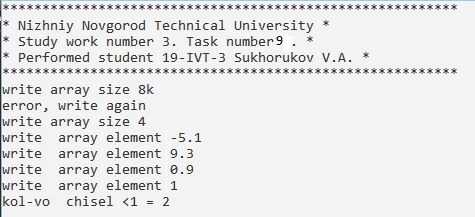 *********************************************************
* Nizhniy Novgorod Technical University *
* Study work number 3. Task number9 . *
* Performed student 19-IVT-3 Sukhorukov V.A. *
*********************************************************
write array size 8k
error, write again
write array size 4
write  array element -5.1
write  array element 9.3
write  array element 0.9
write  array element 1
kol-vo  chisel <1 = 2